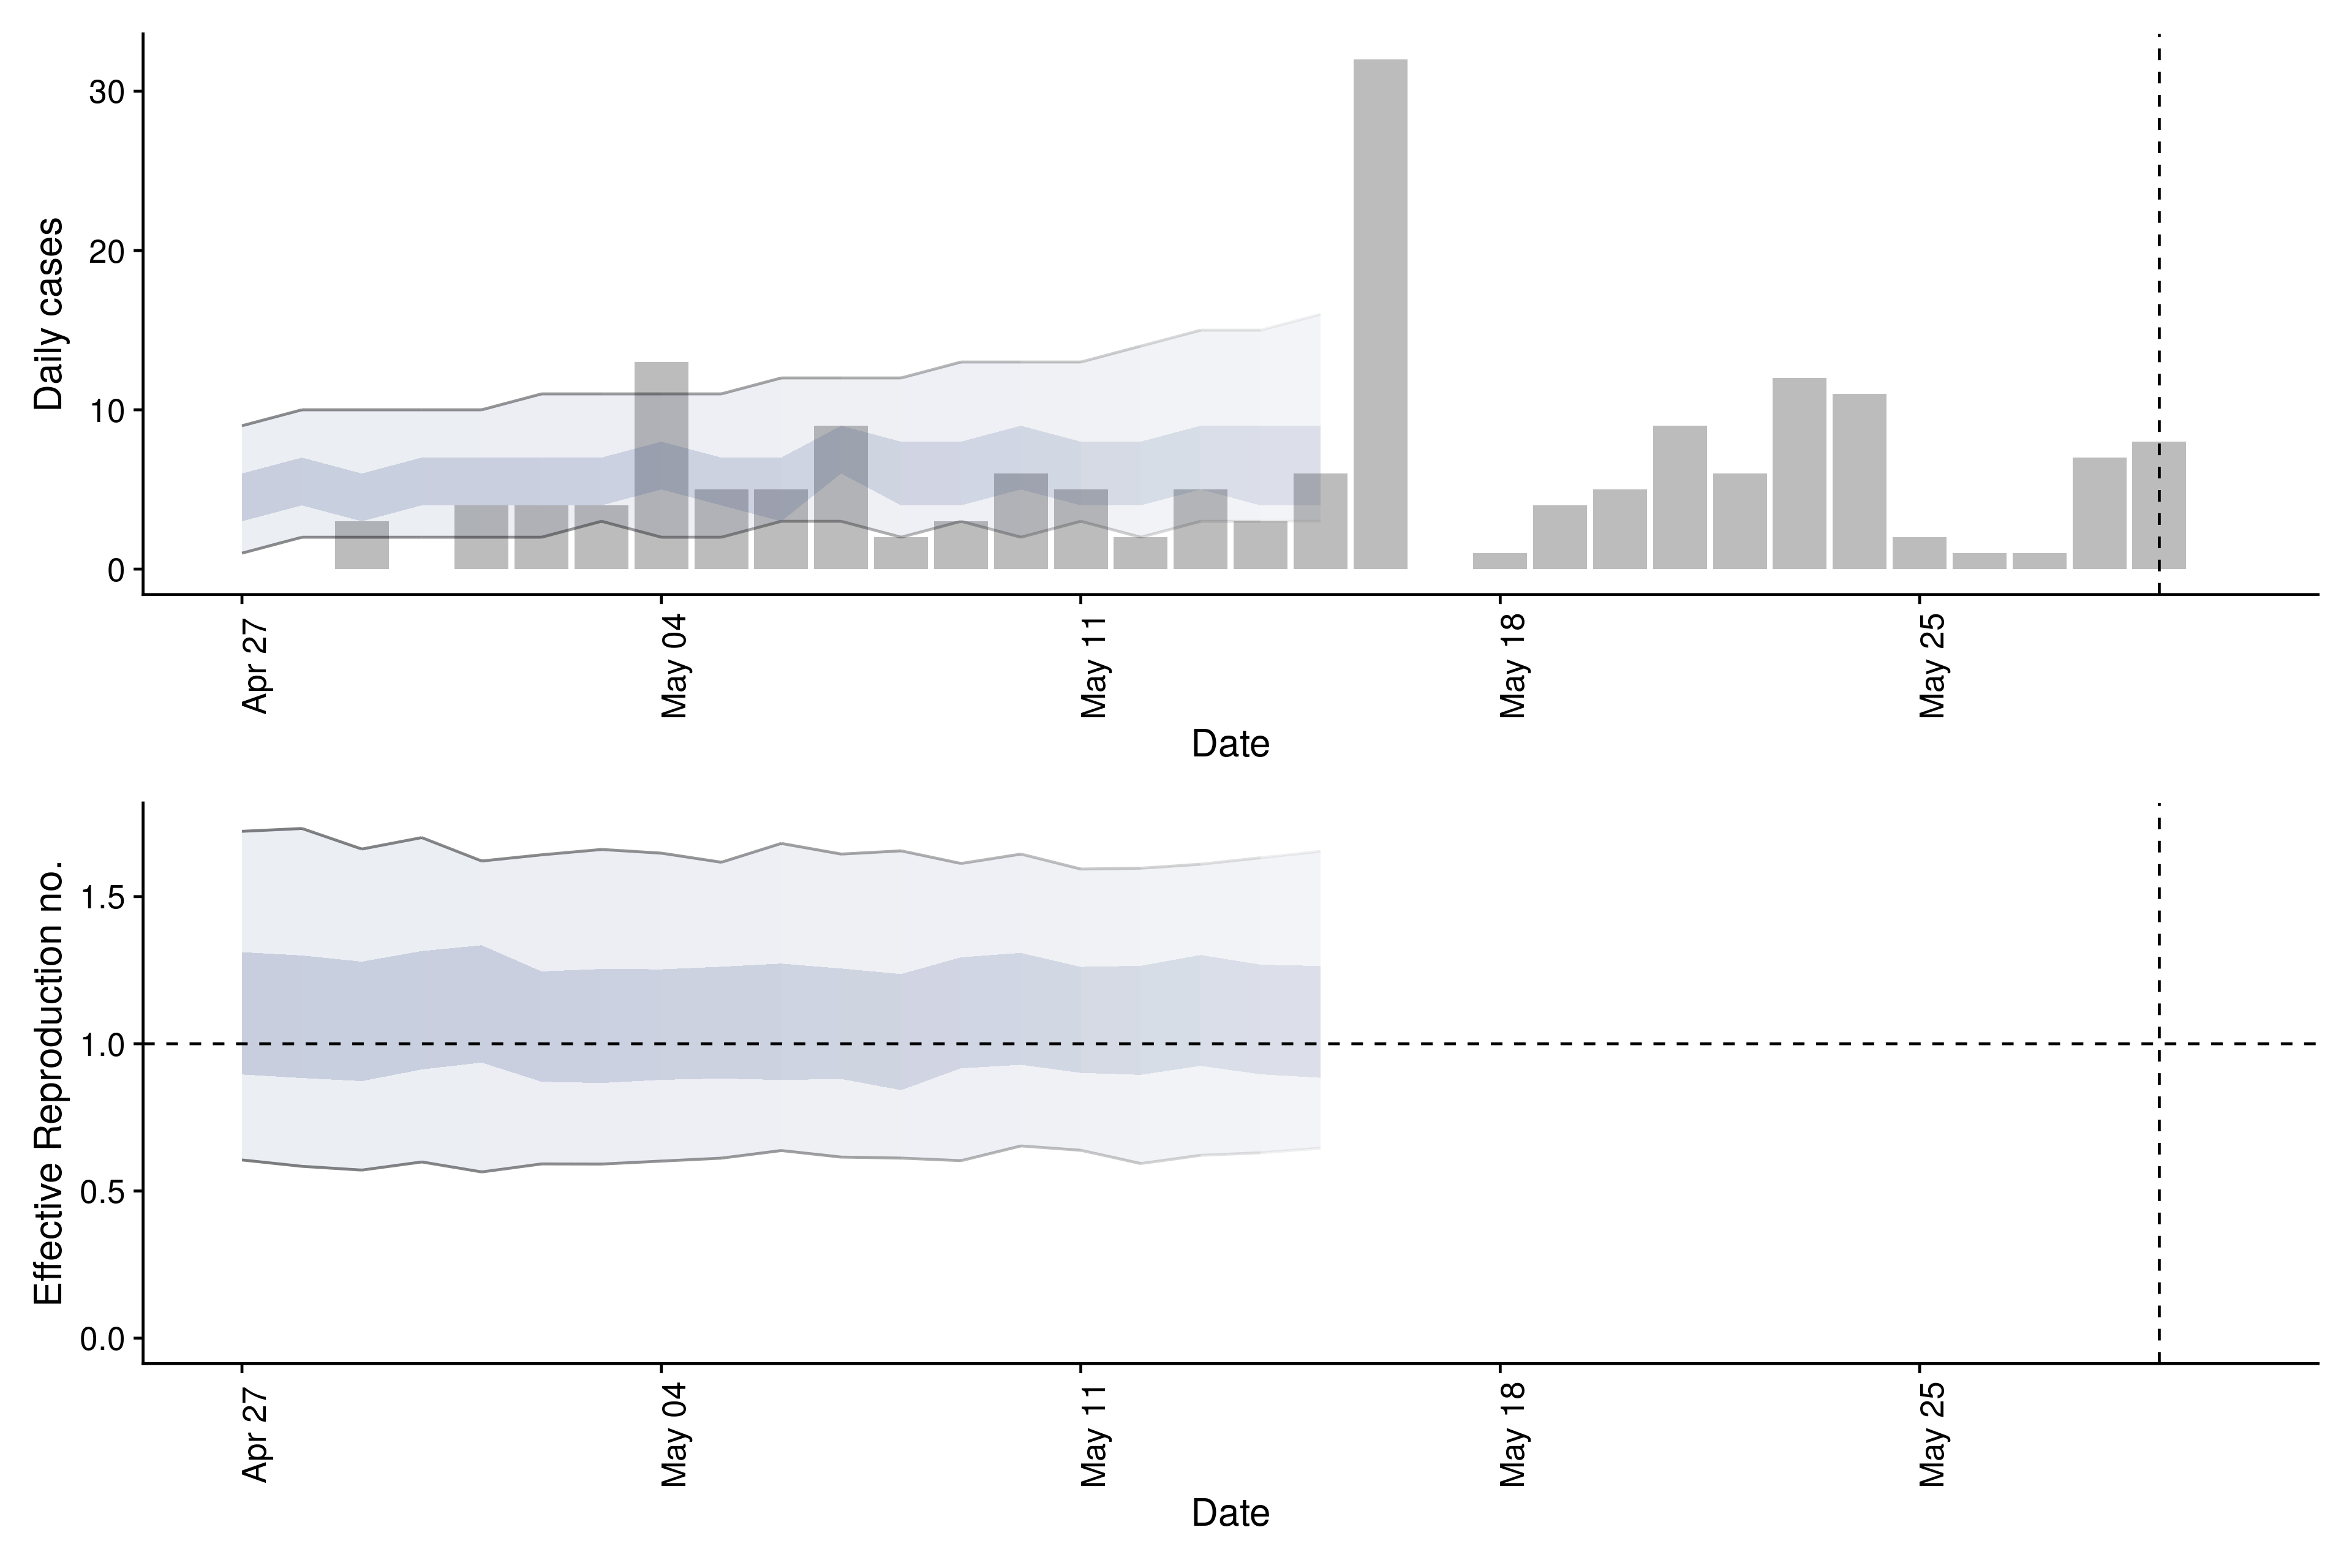 Daily cases
30
20
10
0
Apr 27
May 04
May 11
May 18
May 25
Date
Effective Reproduction no.
1.5
1.0
0.5
0.0
Apr 27
May 04
May 11
May 18
May 25
Date